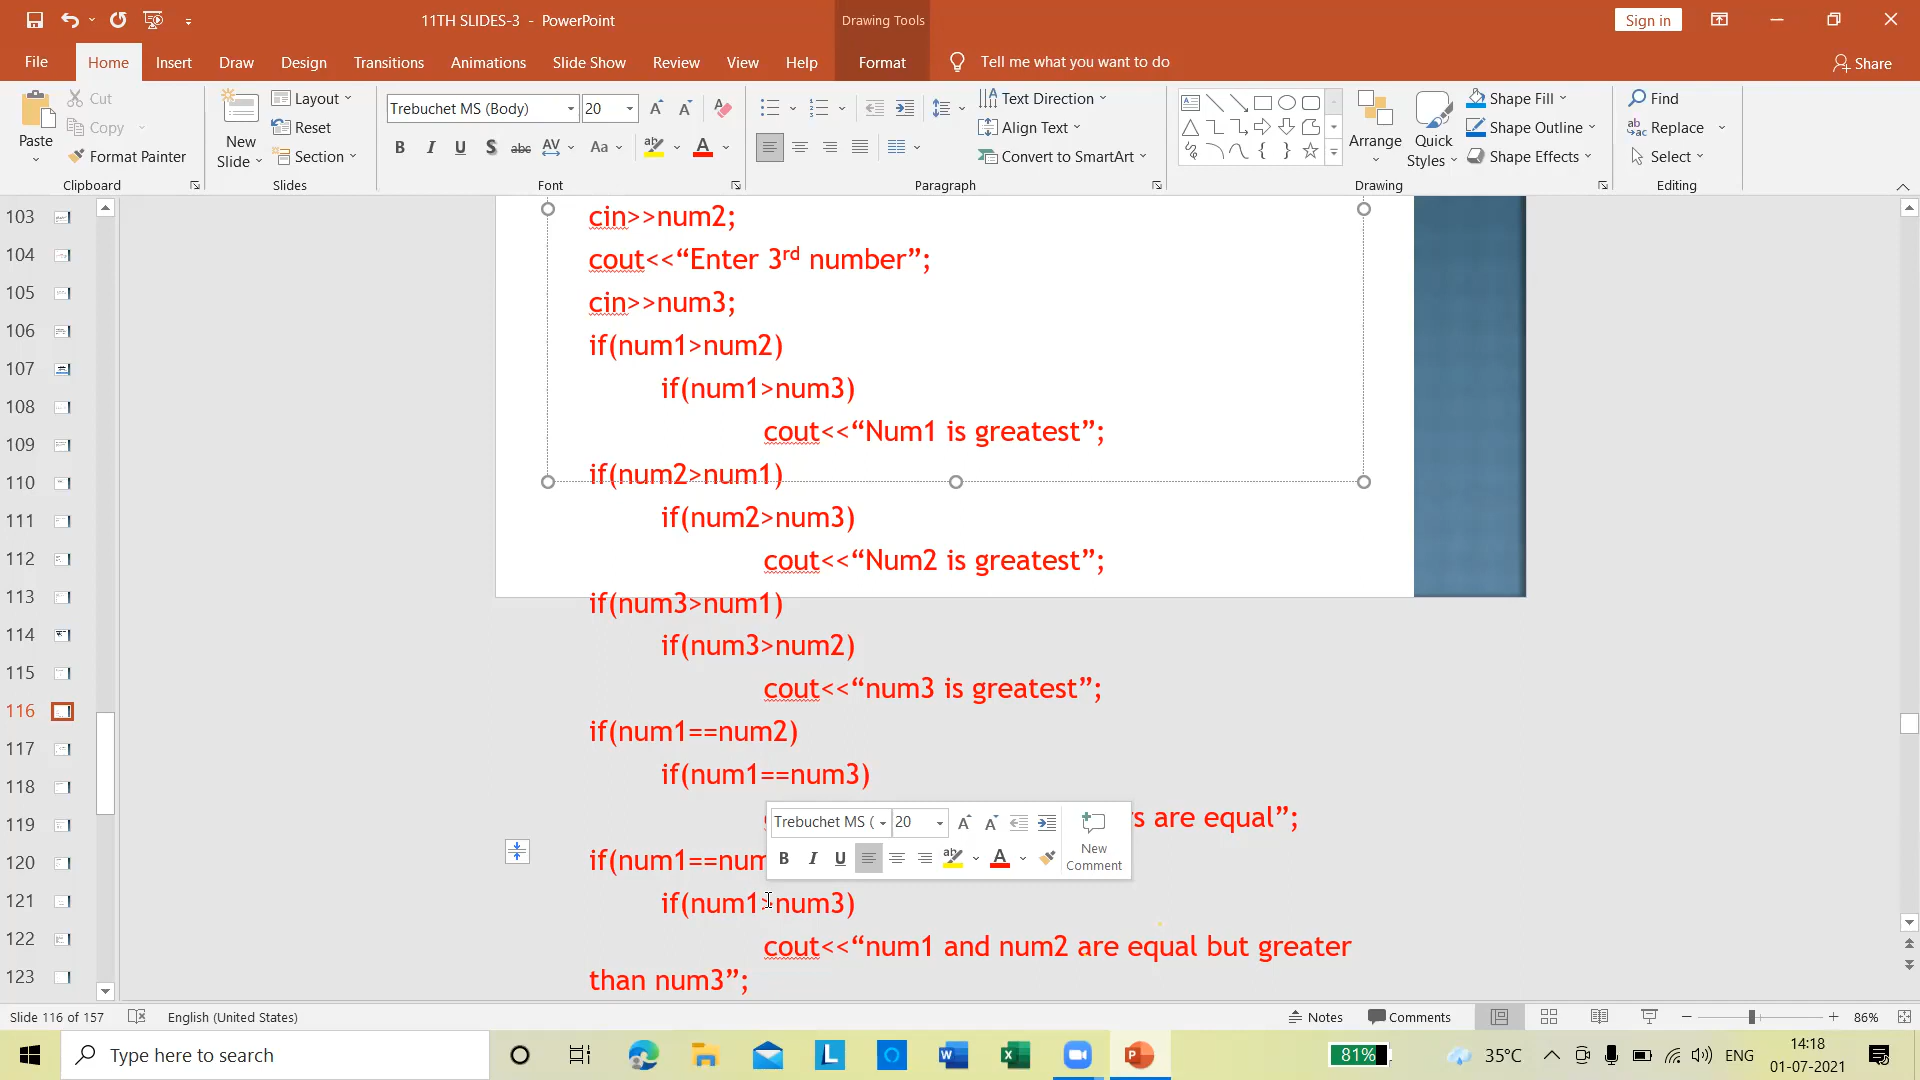 11TH SLIDES-3 - PowerPoint
Drawing Tools
Sign in
File
Home
Insert
Draw
Design
Transitions
Animations
Slide Show
Review
View
Help
Format
Tell me what you want to do
Share
Paste
Cut
Copy
Format Painter
Clipboard
New Slide
Layout
Reset
Section
Slides
Trebuchet MS (Body)
20
Font
Text Direction
Align Text
Convert to SmartArt
Paragraph
Arrange
Quick Styles
Shape Fill
Shape Outline
Shape Effects
Drawing
Find
Replace
Select
Editing
103
104
105
106
107
108
109
110
111
112
113
114
115
116
117
118
119
120
121
122
123
cin>>num2;
cout<<“Enter 3rd number”;
cin>>num3;
if(num1>num2)
if(num1>num3)
cout<<“Num1 is greatest”;
if(num2>num1)
if(num2>num3)
cout<<“Num2 is greatest”;
if(num3>num1)
if(num3>num2)
cout<<“num3 is greatest”;
if(num1==num2)
if(num1==num3)
are equal”;
if(num1==num
if(num1>num3)
cout<<“num1 and num2 are equal but greater
than num3”;
Trebuchet MS (
20
New Comment
Slide 116 of 157
English (United States)
Notes
Comments
86%
Type here to search
81%
35°C
ENG
14:18
01-07-2021